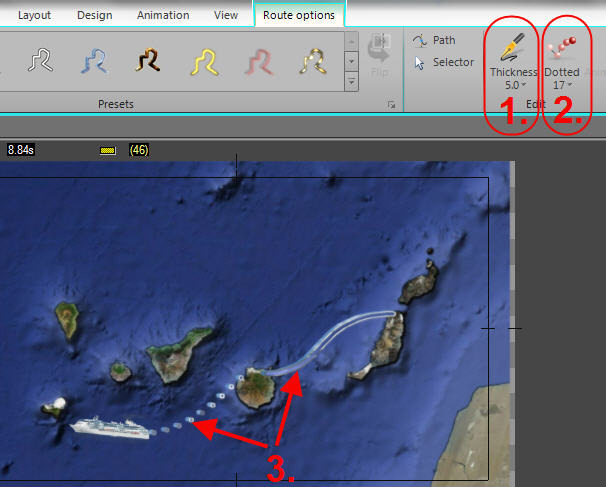 Layout Design Animation View Route options
Path
Selector
Flip
Thickness Dotted
5.0 17
1. 2.
Presets Edit
8.84s (46)
3.